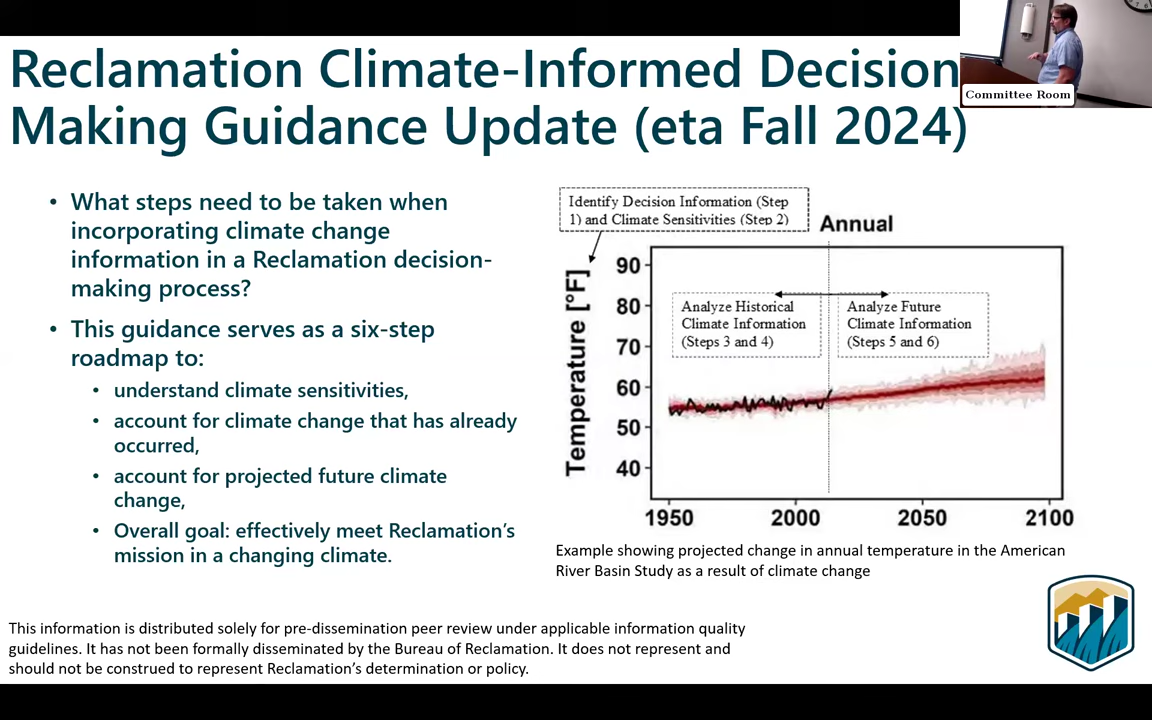 Reclamation Climate-Informed Decision
Making Guidance Update (eta Fall 2024)
Committee Room
• What steps need to be taken when
incorporating climate change
information in a Reclamation decision-
making process?
• This guidance serves as a six-step
roadmap to:
• understand climate sensitivities,
• account for climate change that has already
occurred,
• account for projected future climate
change,
• Overall goal: effectively meet Reclamation's
mission in a changing climate.
Identify Decision Information (Step
1) and Climate Sensitivities (Step 2)
Annual
Temperature [°F]
90
80
70
60
50
40
Analyze Historical
Climate Information
(Steps 3 and 4)
Analyze Future
Climate Information
(Steps 5 and 6)
1950
2000
2050
2100
Example showing projected change in annual temperature in the American
River Basin Study as a result of climate change
This information is distributed solely for pre-dissemination peer review under applicable information quality
guidelines. It has not been formally disseminated by the Bureau of Reclamation. It does not represent and
should not be construed to represent Reclamation's determination or policy.